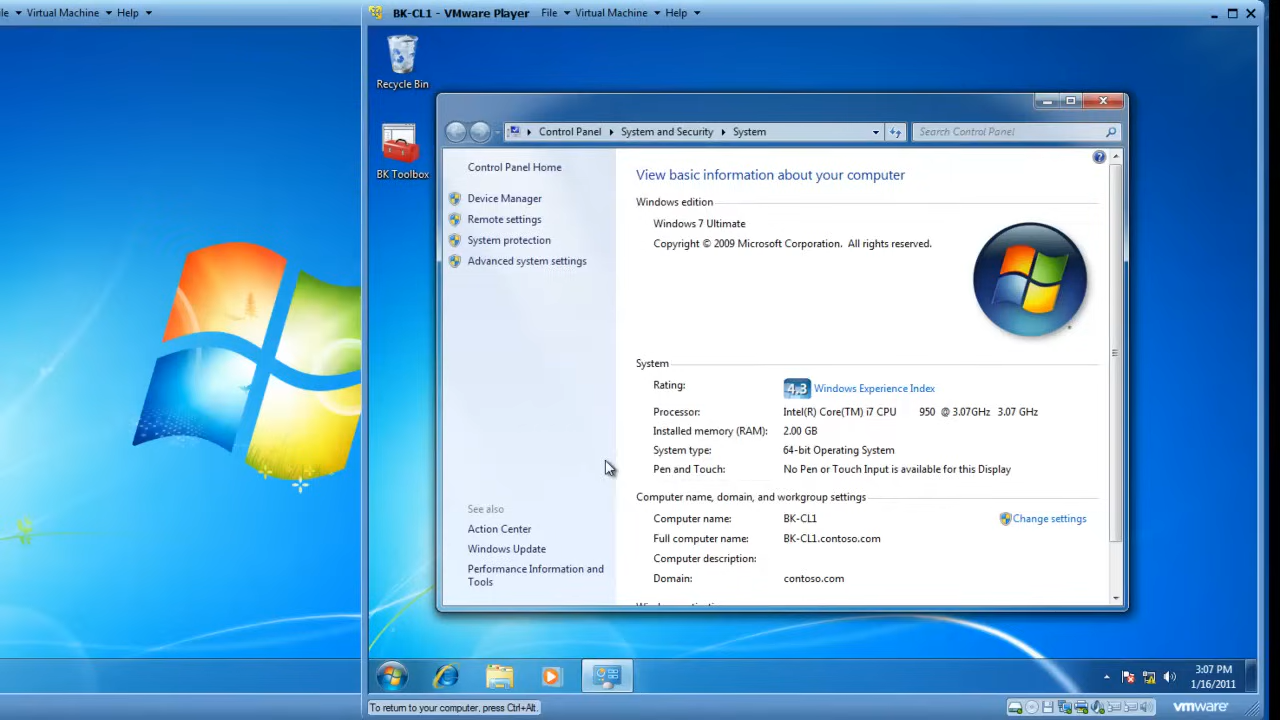 le Virtual Machine Help
BK-CL1 - VMware Player File Virtual Machine Help
Recycle Bin
BK Toolbox
Control Panel System and Security System
Search Control Panel
Control Panel Home
Device Manager
Remote settings
System protection
Advanced system settings
See also
Action Center
Windows Update
Performance Information and
Tools
View basic information about your computer
Windows edition
Windows 7 Ultimate
Copyright © 2009 Microsoft Corporation. All rights reserved.
System
Rating: 4.3 Windows Experience Index
Processor: Intel(R) Core(TM) i7 CPU 950 @ 3.07GHz 3.07 GHz
Installed memory (RAM): 2.00 GB
System type: 64-bit Operating System
Pen and Touch: No Pen or Touch Input is available for this Display
Computer name, domain, and workgroup settings
Computer name: BK-CL1 Change settings
Full computer name: BK-CL1.contoso.com
Computer description:
Domain: contoso.com
3:07 PM
1/16/2011
To return to your computer, press Ctrl+Alt.
vmware